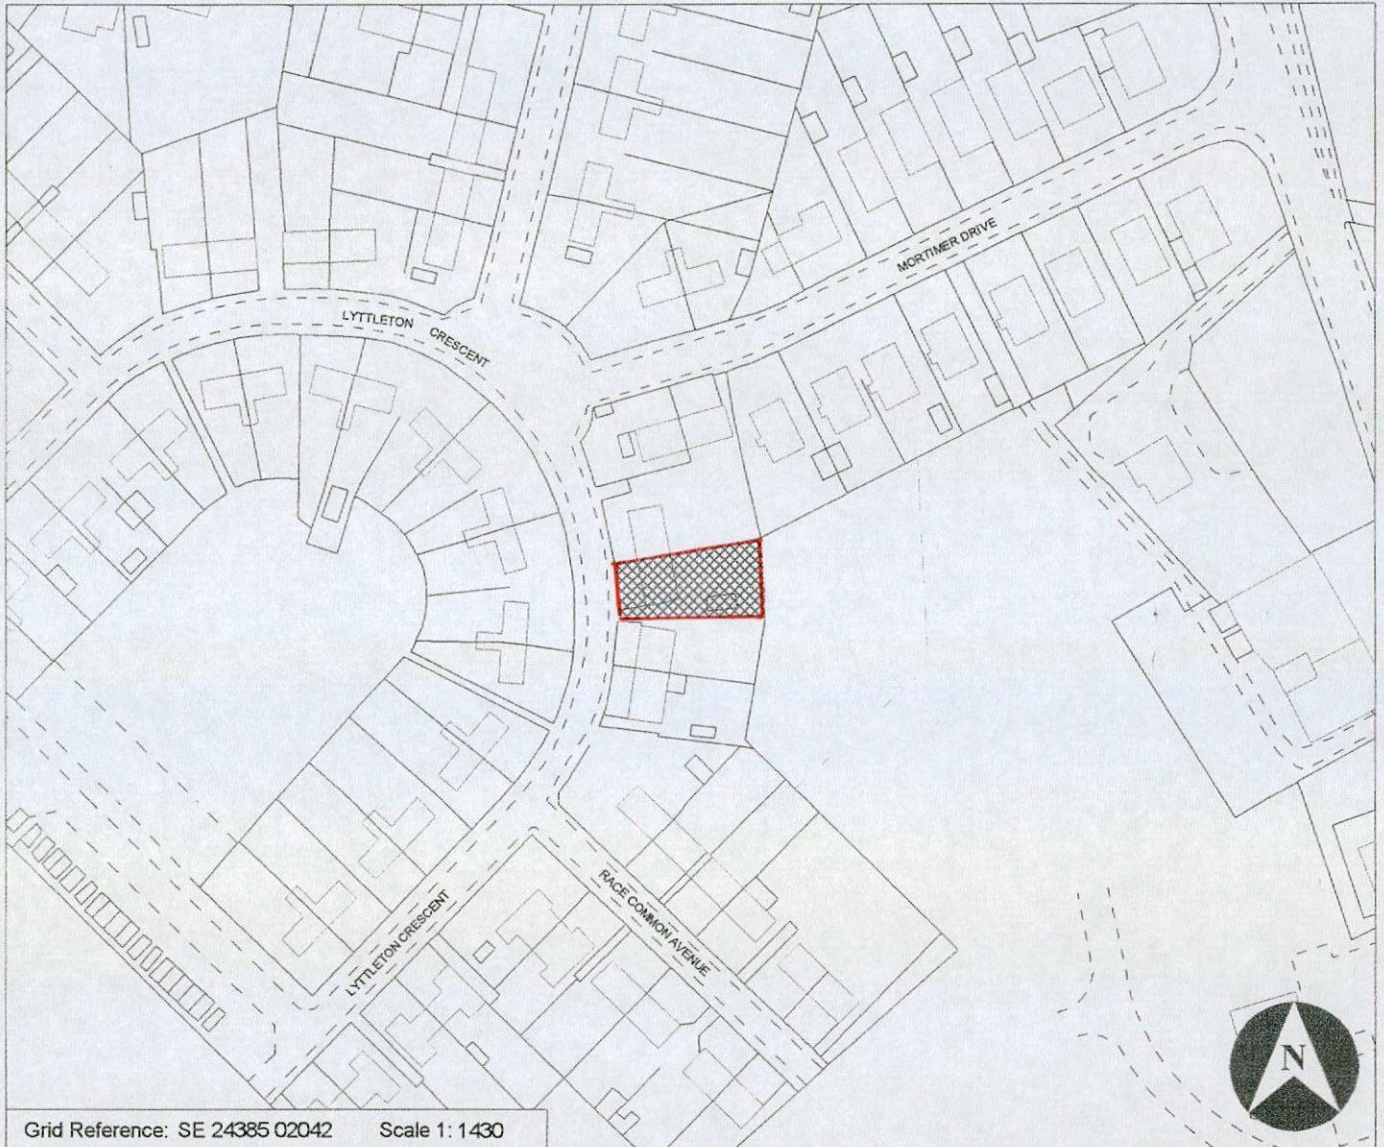 MORTIMER DRIVE
LYTTLETON CRESCENT
RACE COMMON AVENUE
LYTTLETON CRESCENT
N
Grid Reference: SE 24385 02042 Scale 1: 1430